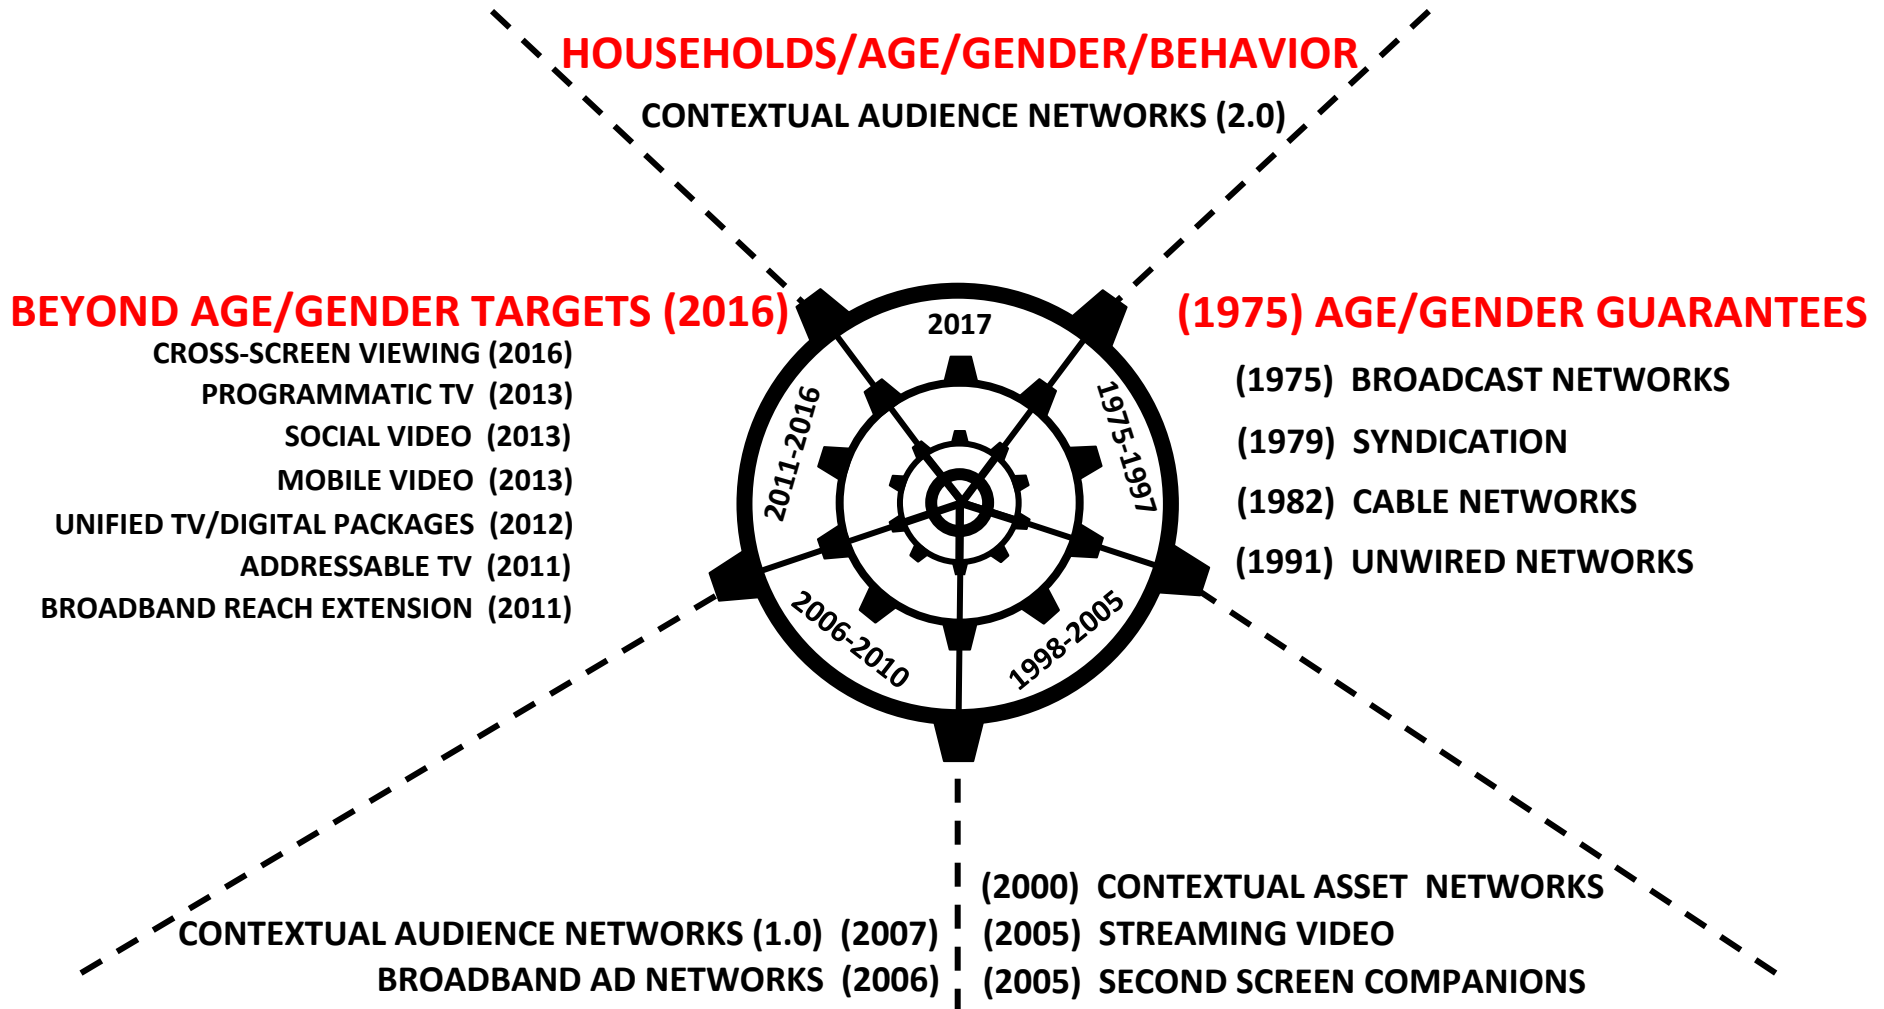 HOUSEHOLDS/AGE/GENDER/BEHAVIOR
CONTEXTUAL AUDIENCE NETWORKS (2.0)
BEYOND AGE/GENDER TARGETS (2016)
CROSS-SCREEN VIEWING (2016)
PROGRAMMATIC TV (2013)
SOCIAL VIDEO (2013)
MOBILE VIDEO (2013)
UNIFIED TV/DIGITAL PACKAGES (2012)
ADDRESSABLE TV (2011)
BROADBAND REACH EXTENSION (2011)
2017
2011-2016
1975-1997
2006-2010
1998-2005
(1975) AGE/GENDER GUARANTEES
(1975) BROADCAST NETWORKS
(1979) SYNDICATION
(1982) CABLE NETWORKS
(1991) UNWIRED NETWORKS
CONTEXTUAL AUDIENCE NETWORKS (1.0) (2007)
BROADBAND AD NETWORKS (2006)
(2000) CONTEXTUAL ASSET NETWORKS
(2005) STREAMING VIDEO
(2005) SECOND SCREEN COMPANIONS